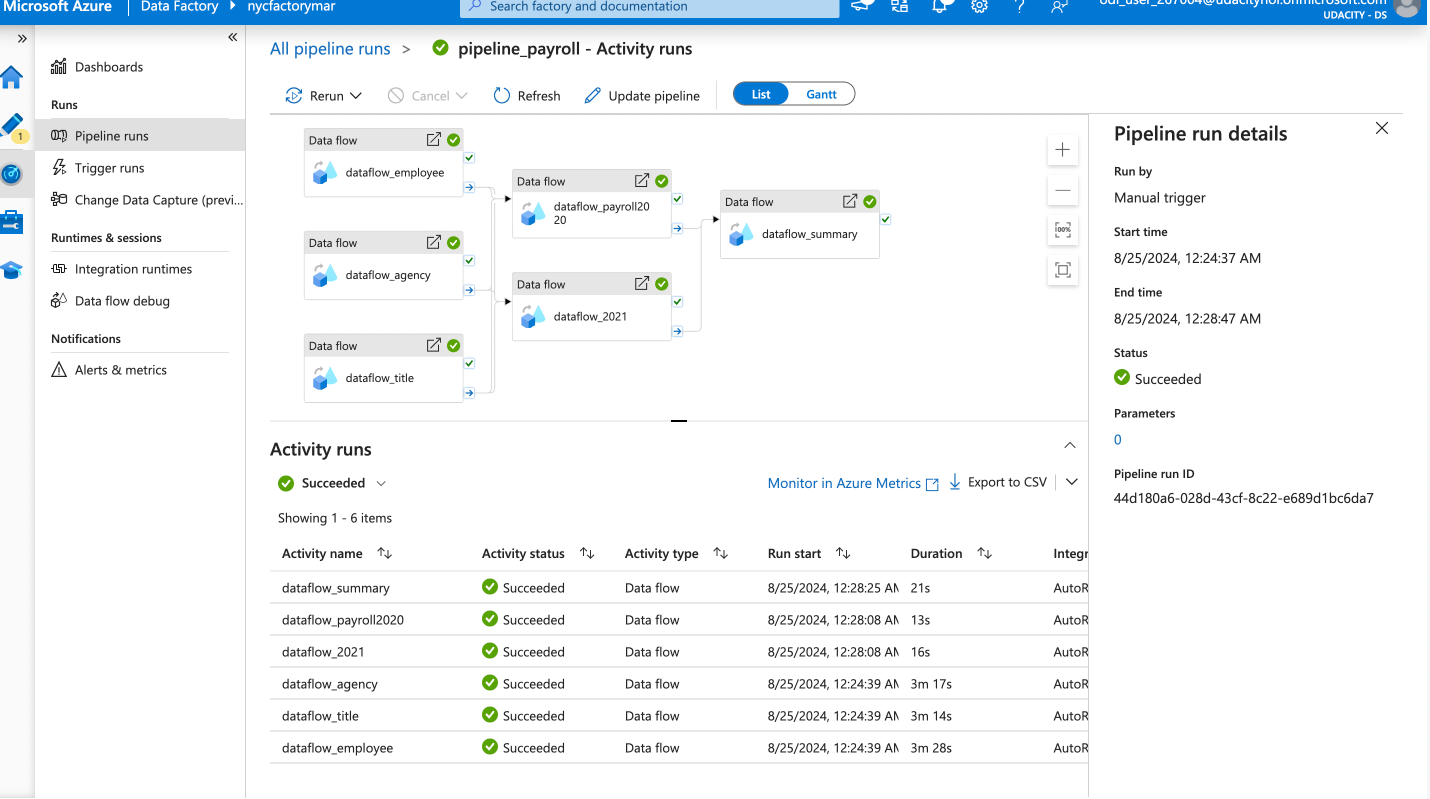 Microsoft Azure
Data Factory
nycfactorymar
Search factory and documentation
UDACITY - DS
Dashboards
Runs
1
Pipeline runs
Trigger runs
Change Data Capture (previ...
Runtimes & sessions
Integration runtimes
Data flow debug
Notifications
Alerts & metrics
All pipeline runs > pipeline_payroll - Activity runs
Rerun
Cancel
Refresh
Update pipeline
List
Gantt
Data flow
dataflow_employee
Data flow
dataflow_agency
Data flow
dataflow_title
Data flow
dataflow_payroll20
20
Data flow
dataflow_2021
Data flow
dataflow_summary
100%
Activity runs
Succeeded
Monitor in Azure Metrics
Export to CSV
Showing 1 - 6 items
Activity name Activity status Activity type Run start Duration Integr
dataflow_summary Succeeded Data flow 8/25/2024, 12:28:25 AM 21s AutoR
dataflow_payroll2020 Succeeded Data flow 8/25/2024, 12:28:08 AM 13s AutoR
dataflow_2021 Succeeded Data flow 8/25/2024, 12:28:08 AM 16s AutoR
dataflow_agency Succeeded Data flow 8/25/2024, 12:24:39 AM 3m 17s AutoR
dataflow_title Succeeded Data flow 8/25/2024, 12:24:39 AM 3m 14s AutoR
dataflow_employee Succeeded Data flow 8/25/2024, 12:24:39 AM 3m 28s AutoR
Pipeline run details
Run by
Manual trigger
Start time
8/25/2024, 12:24:37 AM
End time
8/25/2024, 12:28:47 AM
Status
Succeeded
Parameters
0
Pipeline run ID
44d180a6-028d-43cf-8c22-e689d1bc6da7